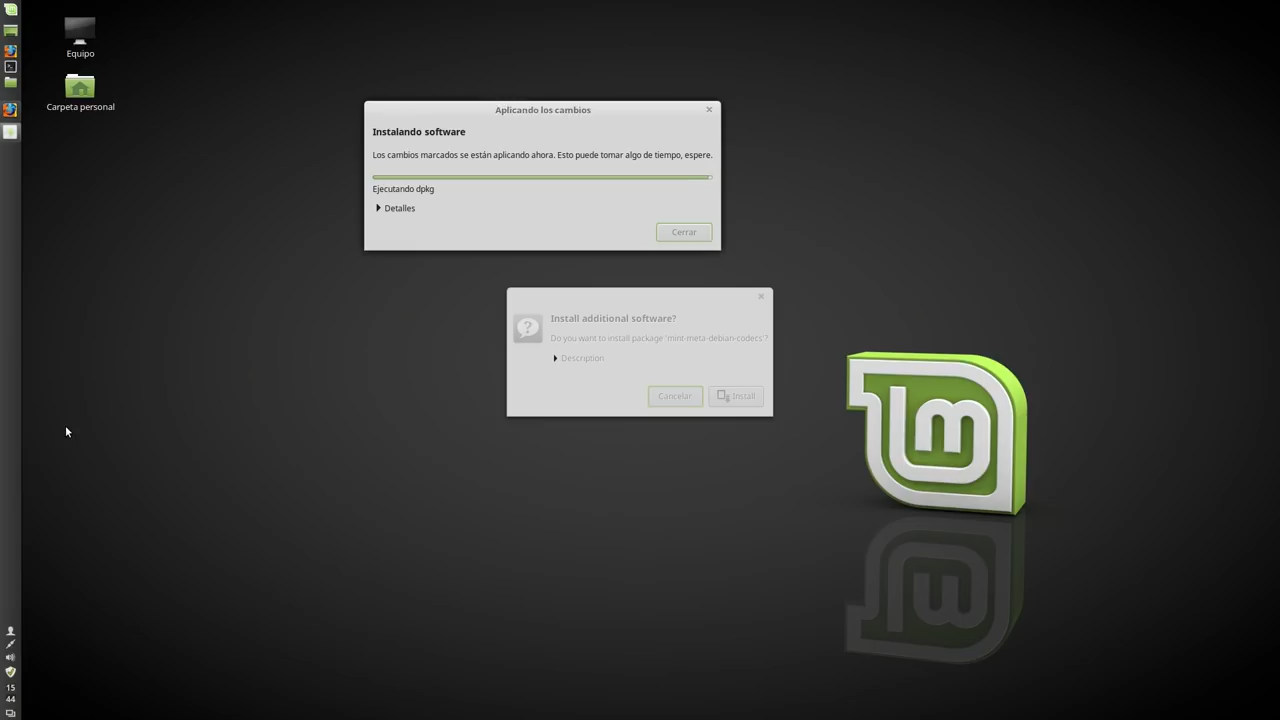 Equipo
Carpeta personal
Aplicando los cambios
Instalando software
Los cambios marcados se están aplicando ahora. Esto puede tomar algo de tiempo, espere.
Ejecutando dpkg
Detalles
Cerrar
Install additional software?
Do you want to install package 'mint-meta-debian-codecs'?
Description
Cancelar
Install
lm
15
44